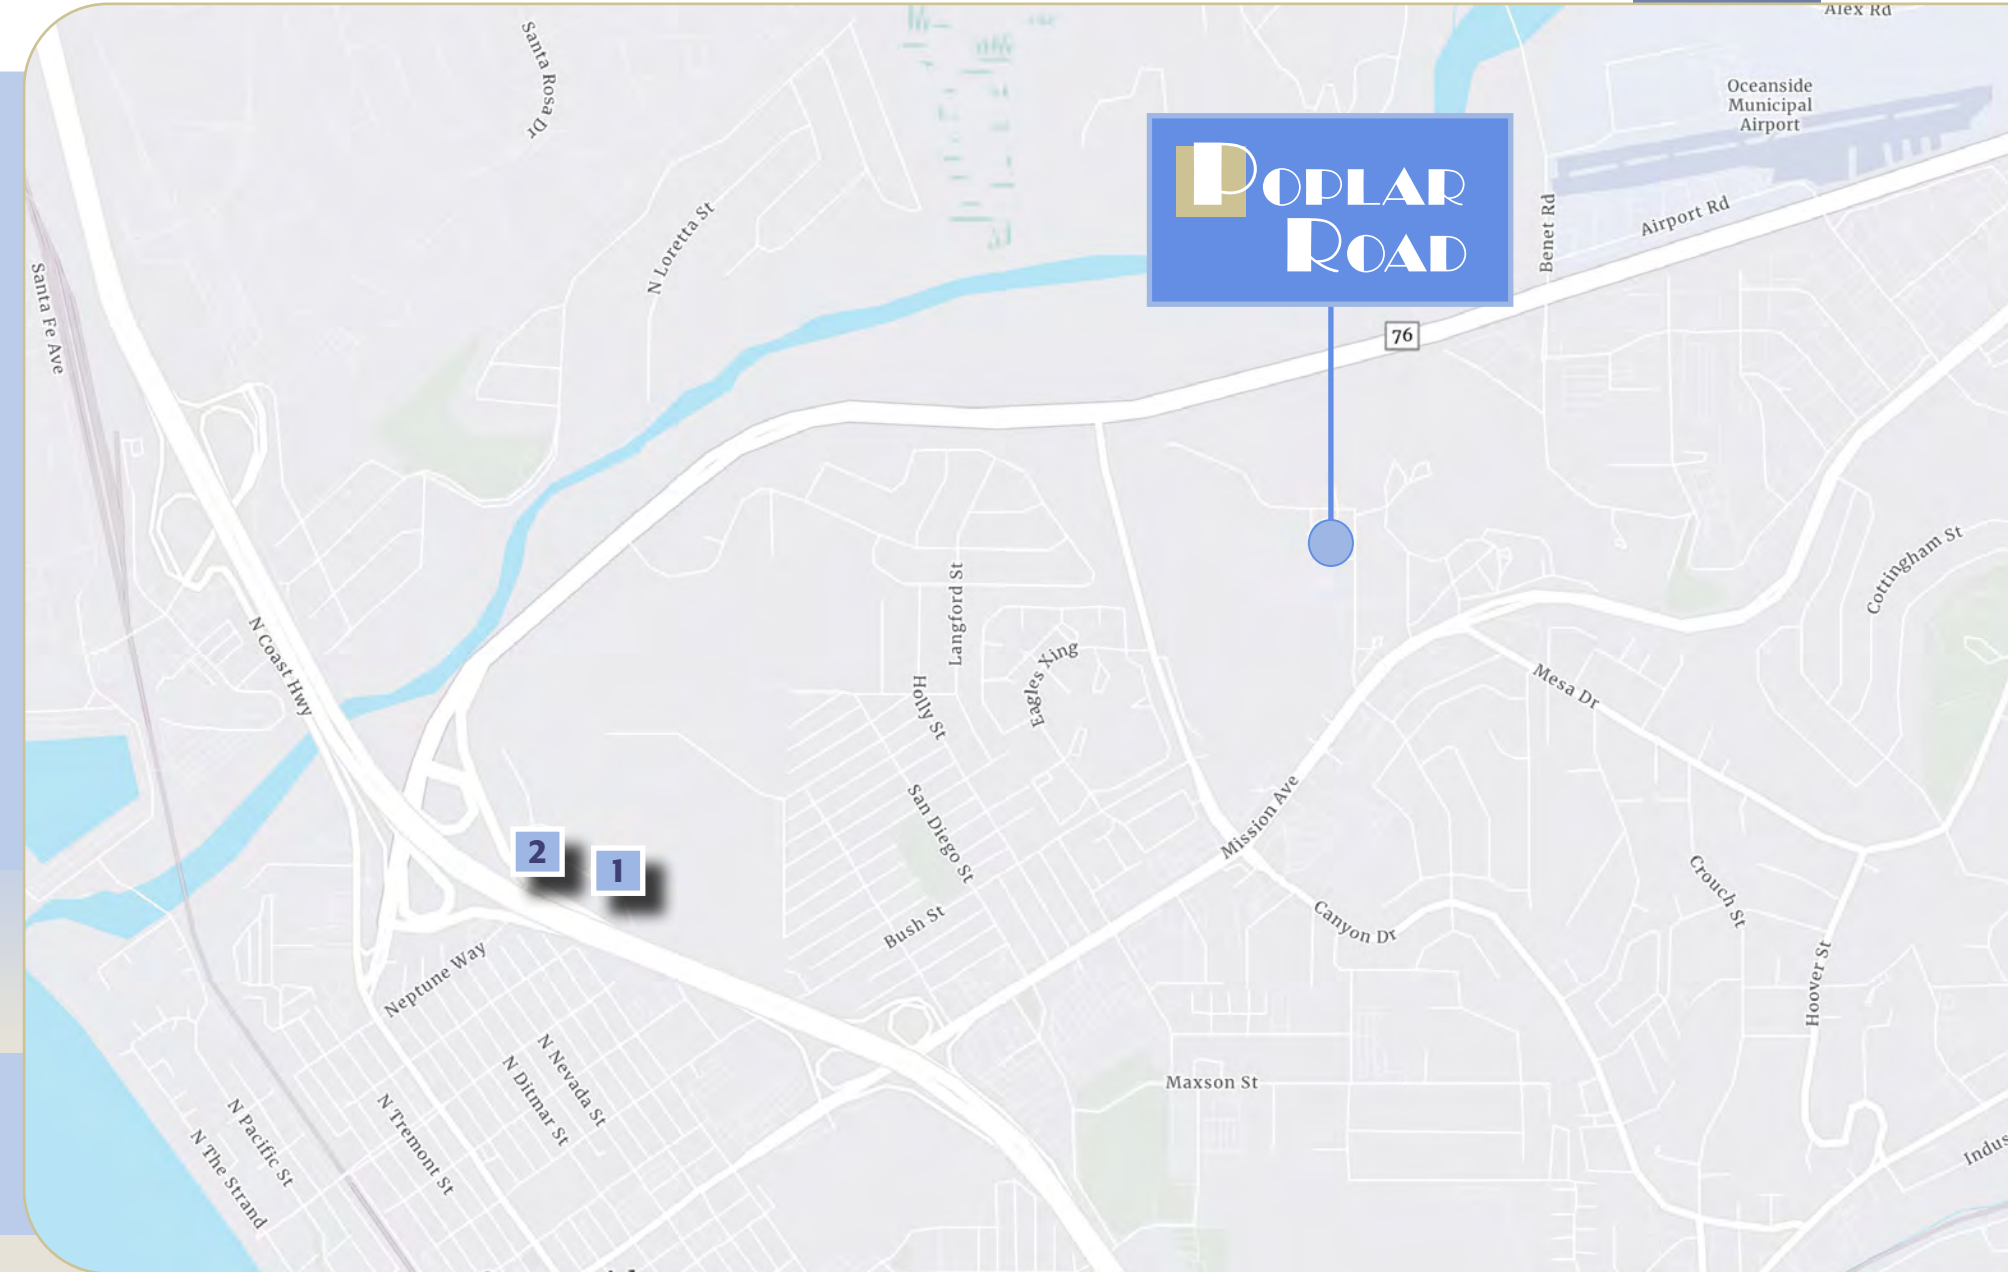 Alex Rd
Santa Rosa Dr
Oceanside
Municipal
Airport
POPLAR
ROAD
N Loretta St
Benet Rd
Airport Rd
Santa Fe Ave
76
Cottingham St
Langford St
N Coast Hwy
Eagles Xing
Holly St
Mesa Dr
Mission Ave
San Diego St
2
1
Crouch St
Bush St
Canyon Dr
Neptune Way
Hoover St
N Nevada St
N Ditmar St
Maxson St
N Tremont St
N Pacific St
N The Strand
Indus